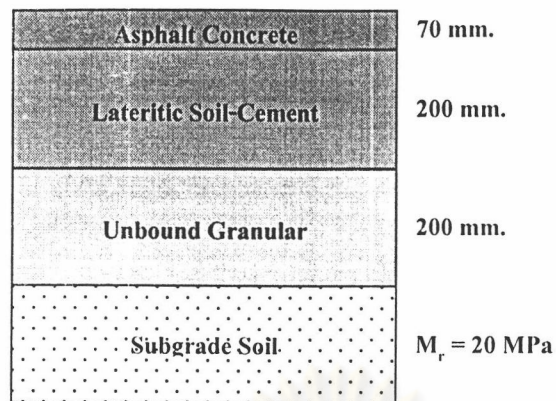 Asphalt Concrete 70 mm.
Lateritic Soil-Cement 200 mm.
Unbound Granular 200 mm.
Subgrade Soil Mr = 20 MPa